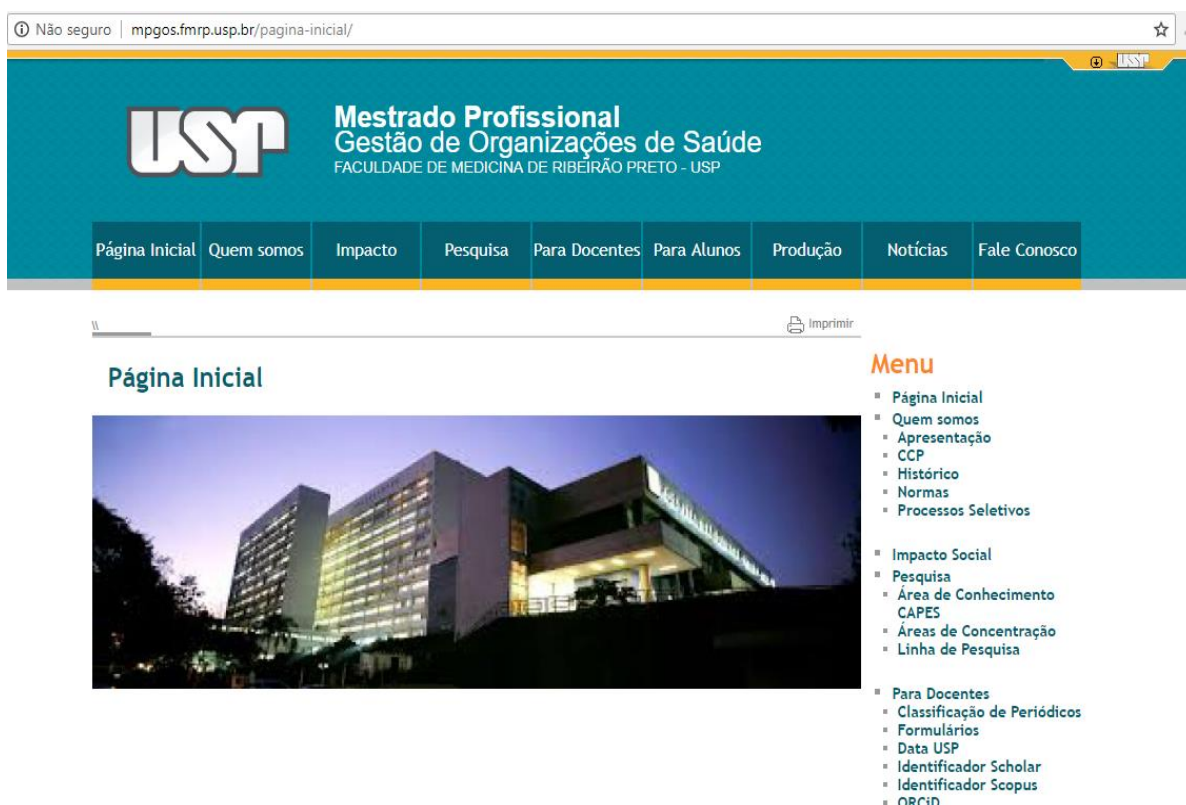 Não seguro | mpgos.fmrp.usp.br/pagina-inicial/
USP
USP
Mestrado Profissional
Gestão de Organizações de Saúde
FACULDADE DE MEDICINA DE RIBEIRÃO PRETO - USP
Página Inicial Quem somos Impacto Pesquisa Para Docentes Para Alunos Produção Notícias Fale Conosco
\\
Imprimir
Página Inicial
Menu
Página Inicial
Quem somos
Apresentação
CCP
Histórico
Normas
Processos Seletivos
Impacto Social
Pesquisa
Área de Conhecimento
CAPES
Áreas de Concentração
Linha de Pesquisa
Para Docentes
Classificação de Periódicos
Formulários
Data USP
Identificador Scholar
Identificador Scopus
ORCiD